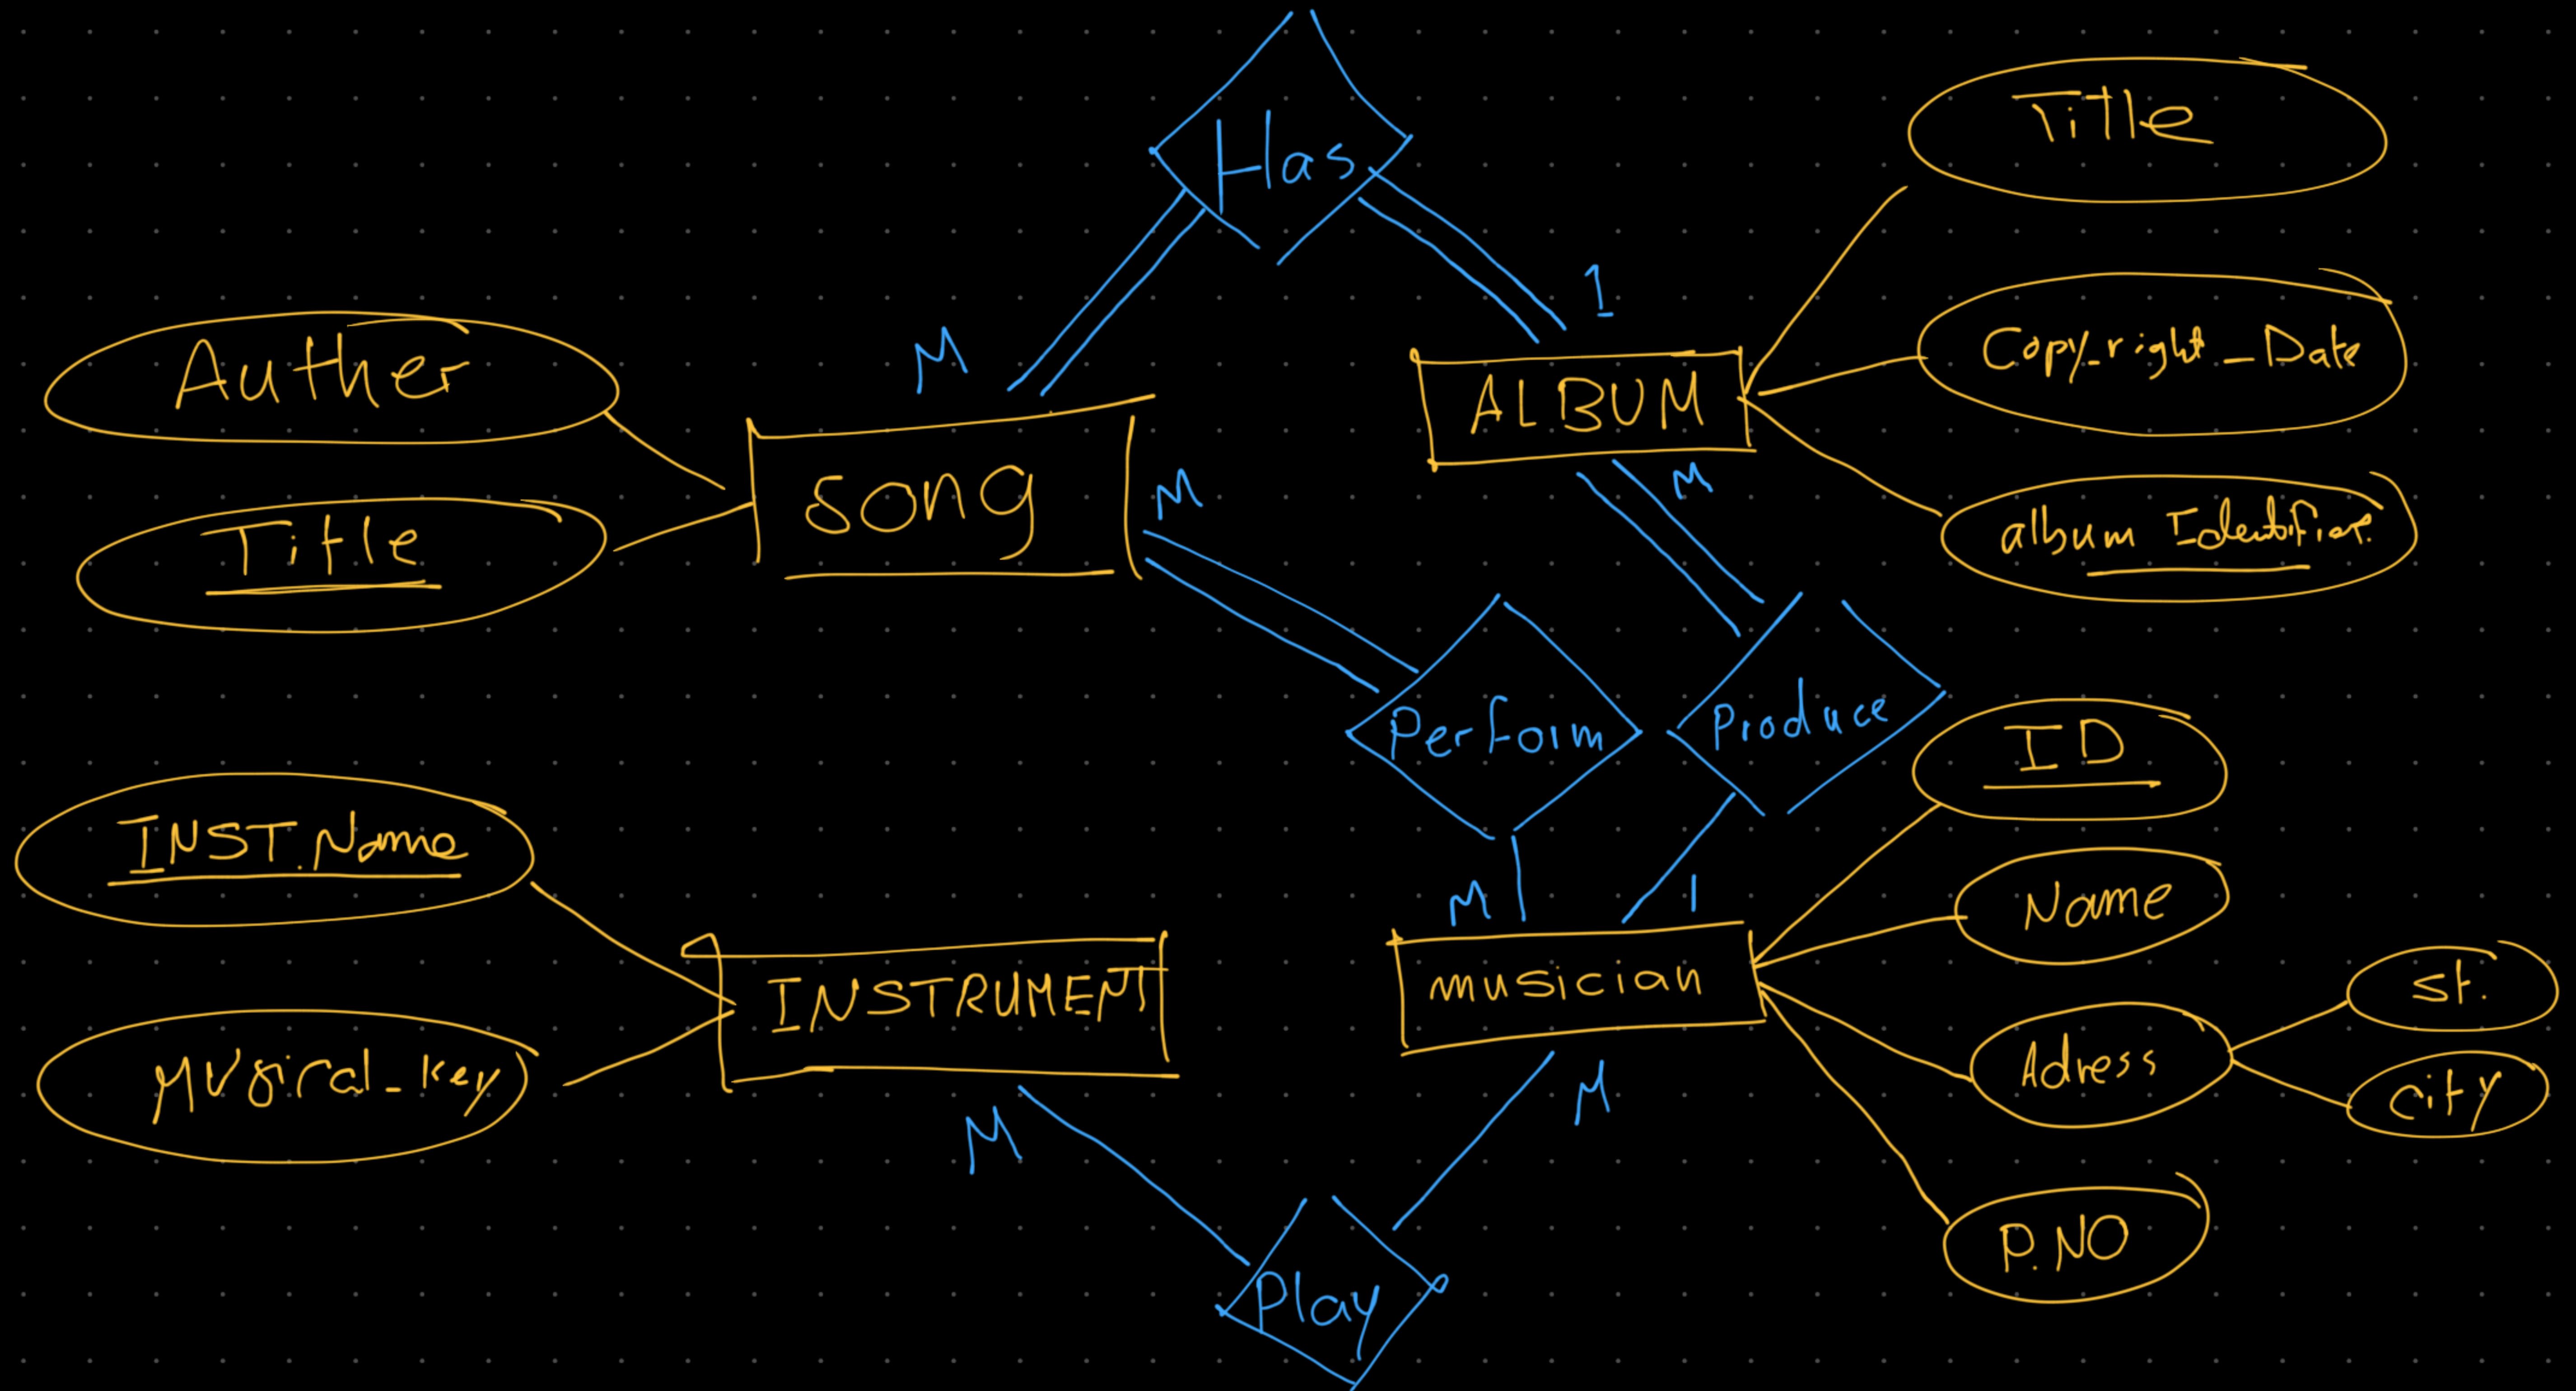 Has
Title
1
Copy_right_Date
M
Auther
ALBUM
song
M
M
Title
album Identifier.
Perform
Produce
ID
INST.Name
M
1
Name
INSTRUMENT
musician
st.
Adress
city
Musical_key
M
M
P.NO
Play